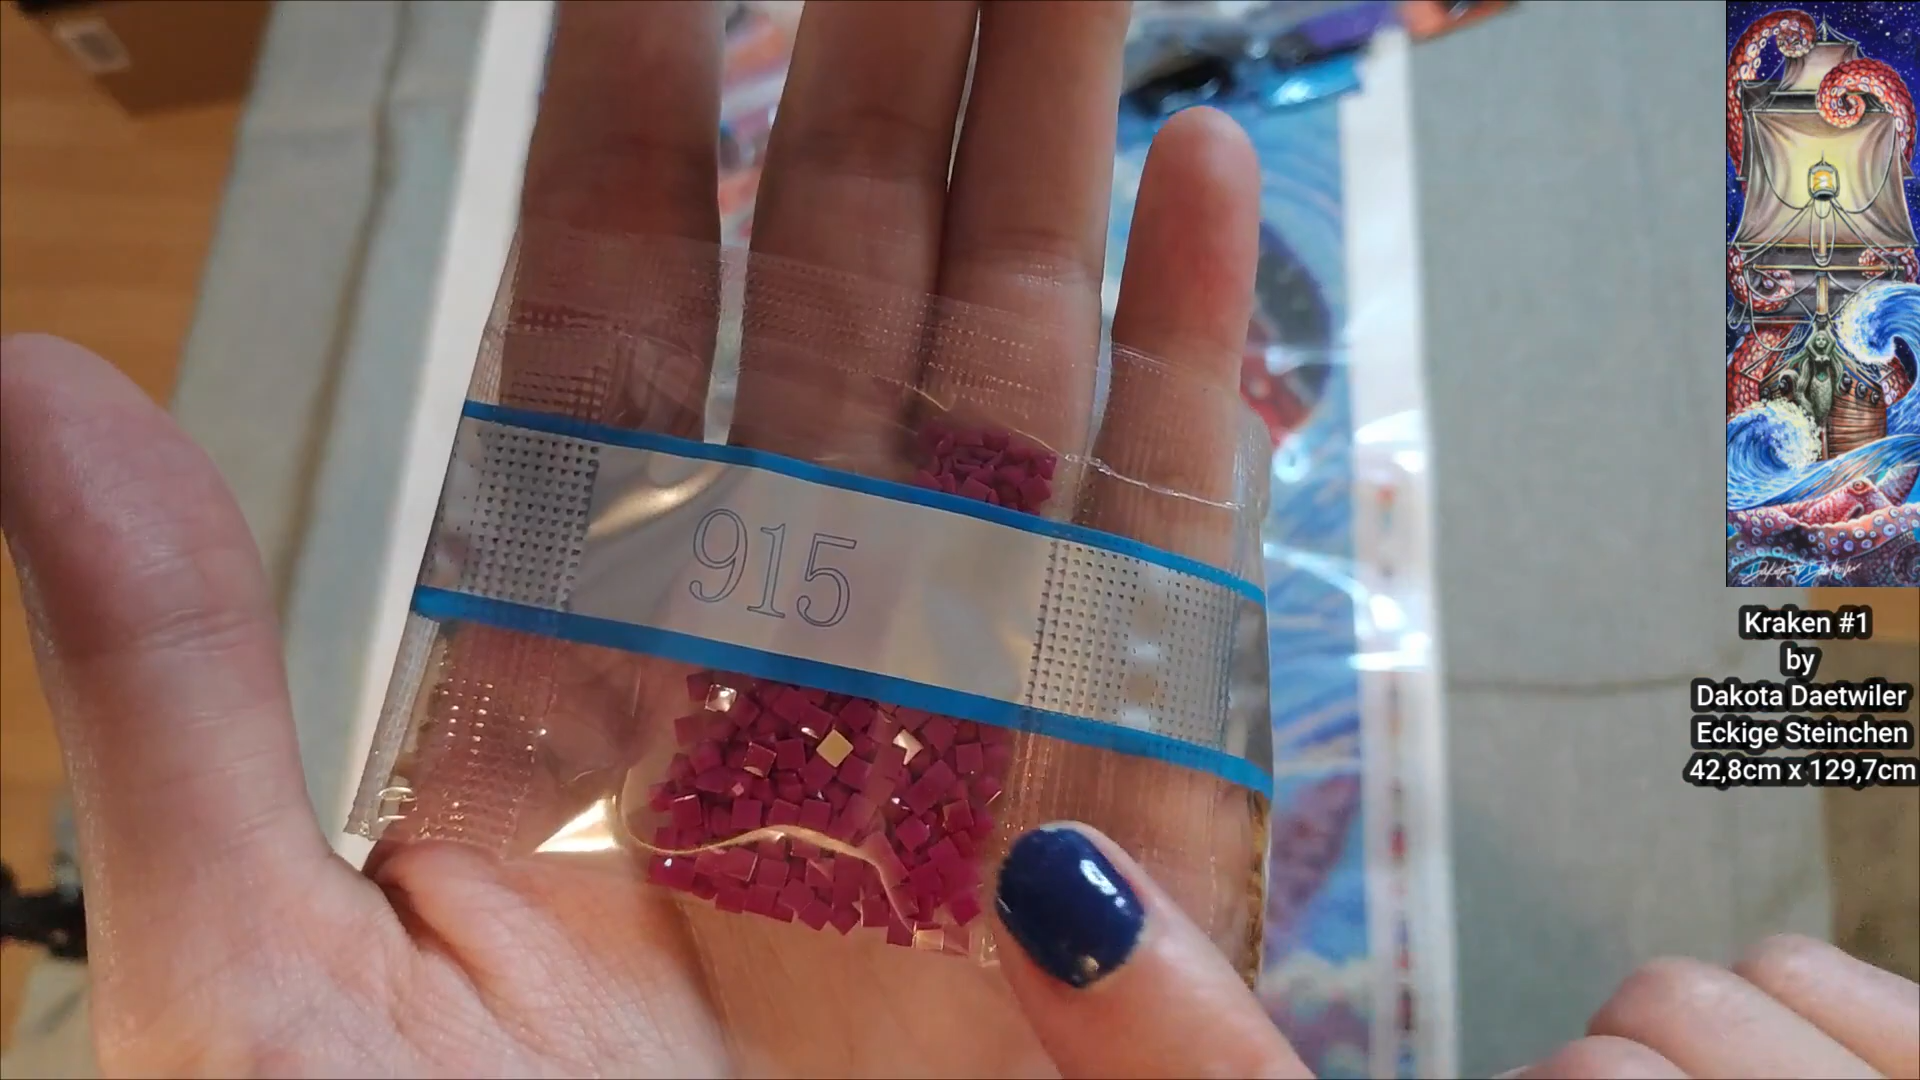 915
Kraken #1
by
Dakota Daetwiler
Eckige Steinchen
42,8cm x 129,7cm